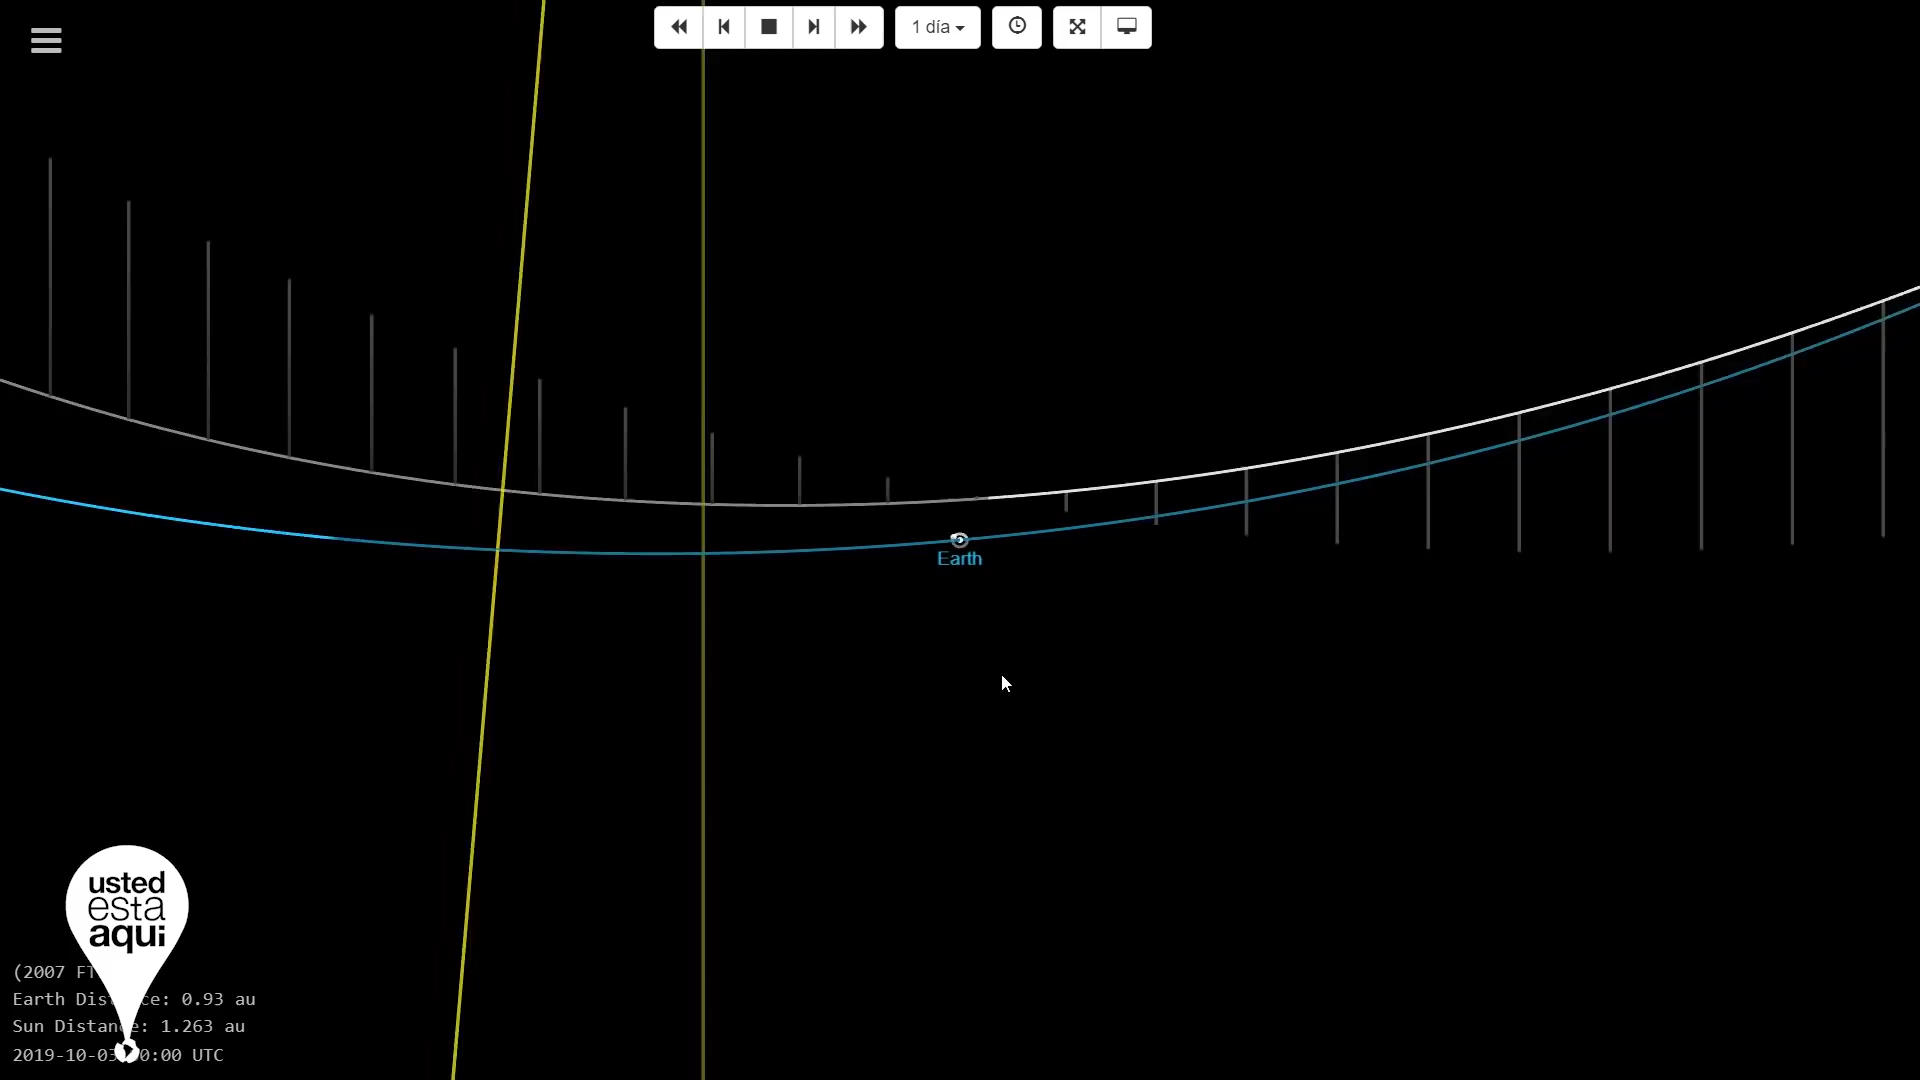 1 día
Earth
usted
esta
aqui
(2007 FT
Earth Dis ce: 0.93 au
Sun Distan e: 1.263 au
2019-10-03 0:00 UTC